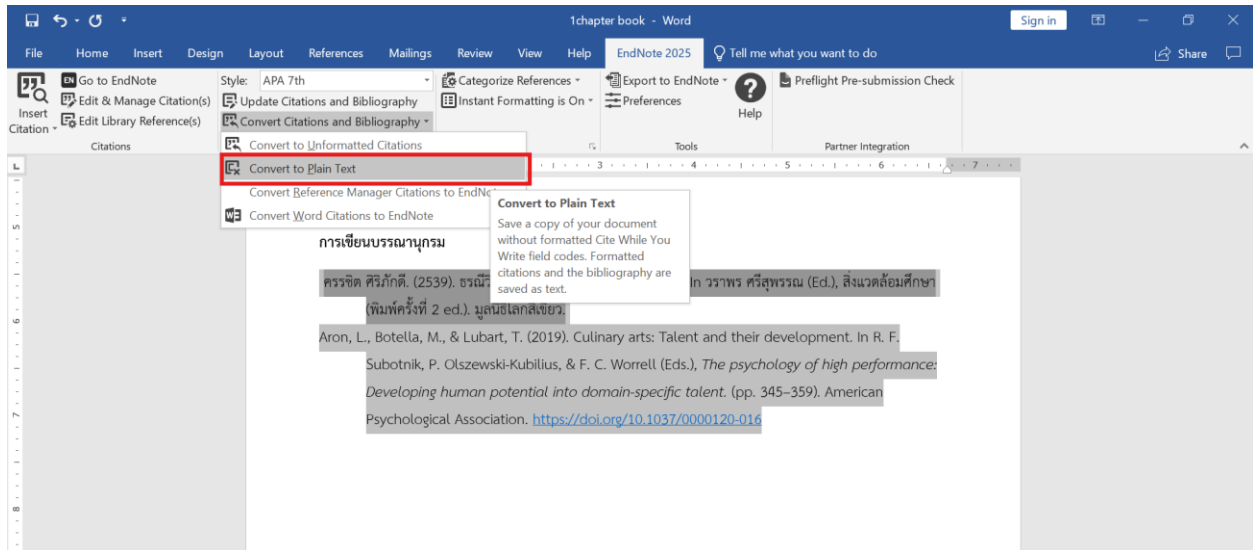 1chapter book - Word
Sign in
File Home Insert Design Layout References Mailings Review View Help EndNote 2025 Tell me what you want to do Share
Insert Citation
Go to EndNote
Edit & Manage Citation(s)
Edit Library Reference(s)
Citations
Style: APA 7th
Update Citations and Bibliography
Convert Citations and Bibliography
Categorize References
Instant Formatting is On
Export to EndNote
Preferences
Help
Tools
Preflight Pre-submission Check
Partner Integration
Convert to Unformatted Citations
Convert to Plain Text
Convert Reference Manager Citations to EndNote
Convert Word Citations to EndNote
Convert to Plain Text
Save a copy of your document
without formatted Cite While You
Write field codes. Formatted
citations and the bibliography are
saved as text.
3 4 5 6 7
5
6
7
8
การเขียนบรรณานุกรม
ครรชิต ศิริภักดี. (2539). In วราพร ศรีสุพรรณ (Ed.), สิ่งแวดล้อมศึกษา
(พิมพ์ครั้งที่ 2 ed.). มูลนิธิโลกสีเขียว.
Aron, L., Botella, M., & Lubart, T. (2019). Culinary arts: Talent and their development. In R. F.
Subotnik, P. Olszewski-Kubilius, & F. C. Worrell (Eds.), The psychology of high performance:
Developing human potential into domain-specific talent. (pp. 345–359). American
Psychological Association. https://doi.org/10.1037/0000120-016